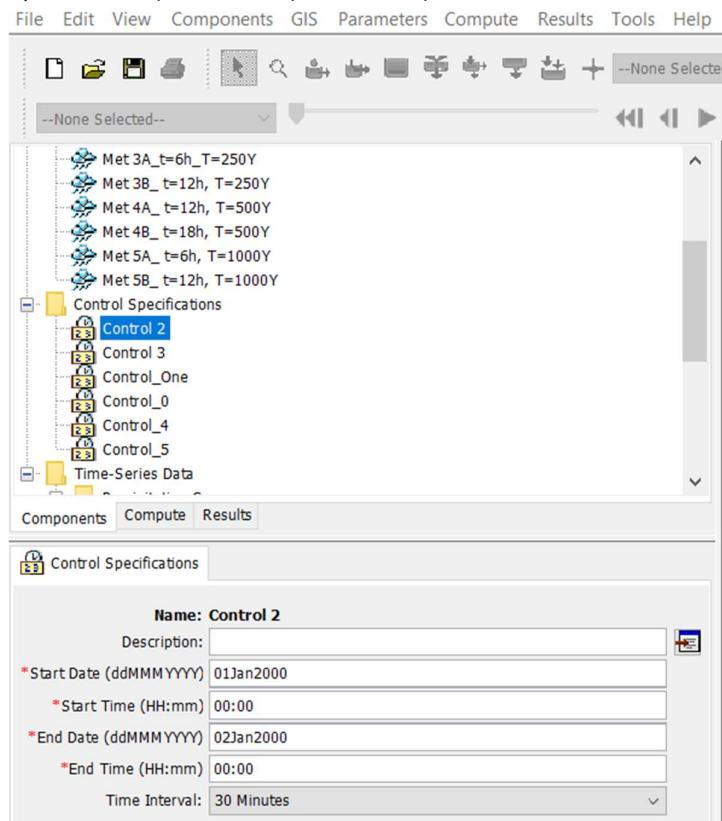 File Edit View Components GIS Parameters Compute Results Tools Help
--None Selecte
--None Selected--
Met 3A_t=6h_T=250Y
Met 3B_ t=12h, T=250Y
Met 4A_ t=12h, T=500Y
Met 4B_ t=18h, T=500Y
Met 5A_ t=6h, T=1000Y
Met 5B_ t=12h, T=1000Y
Control Specifications
Control 2
Control 3
Control_One
Control_0
Control_4
Control_5
Time-Series Data
Components Compute Results
Control Specifications
Name: Control 2
Description:
*Start Date (ddMMMYYYY) 01Jan2000
*Start Time (HH:mm) 00:00
*End Date (ddMMMYYYY) 02Jan2000
*End Time (HH:mm) 00:00
Time Interval: 30 Minutes